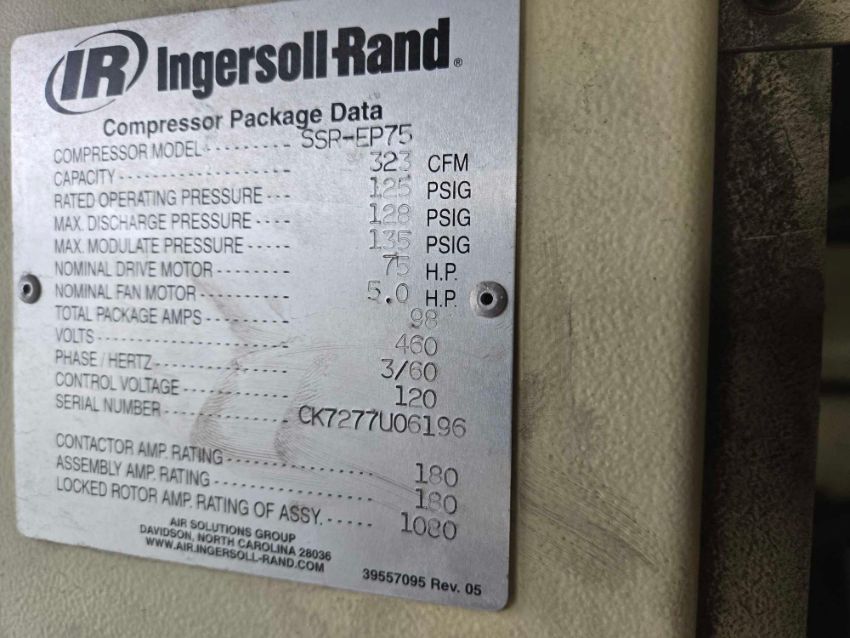 IR Ingersoll-Rand®
Compressor Package Data
COMPRESSOR MODEL --------- SSR-EP75
CAPACITY ------------------ 323 CFM
RATED OPERATING PRESSURE ------- 125 PSIG
MAX. DISCHARGE PRESSURE ------- 128 PSIG
MAX. MODULATE PRESSURE ----- 135 PSIG
NOMINAL DRIVE MOTOR -------- 75 H.P.
NOMINAL FAN MOTOR ---------- 5.0 H.P.
TOTAL PACKAGE AMPS ---------- 98
VOLTS -------------------- 460
PHASE / HERTZ -------------- 3/60
CONTROL VOLTAGE ----------- 120
SERIAL NUMBER ------------- CK7277U06196
CONTACTOR AMP. RATING ----------- 180
ASSEMBLY AMP. RATING ------------ 180
LOCKED ROTOR AMP. RATING OF ASSY. ----- 1080
AIR SOLUTIONS GROUP
DAVIDSON, NORTH CAROLINA 28036
WWW.AIR.INGERSOLL-RAND.COM
39557095 Rev. 05